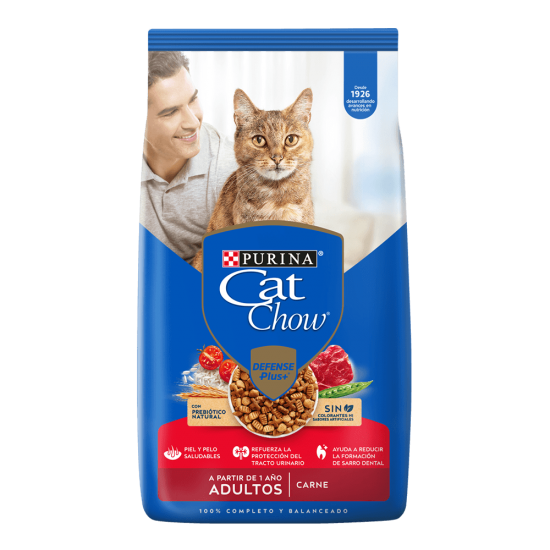 Desde
1926
desarrollando
avances en
nutrición
PURINA®
Cat
Chow®
DEFENSE
Plus+
CON
PREBIÓTICO
NATURAL
SIN
COLORANTES NI
SABORES ARTIFICIALES
PIEL Y PELO
SALUDABLES
REFUERZA LA
PROTECCIÓN DEL
TRACTO URINARIO
AYUDA A REDUCIR
LA FORMACIÓN
DE SARRO DENTAL
A PARTIR DE 1 AÑO
ADULTOS | CARNE
100% COMPLETO Y BALANCEADO